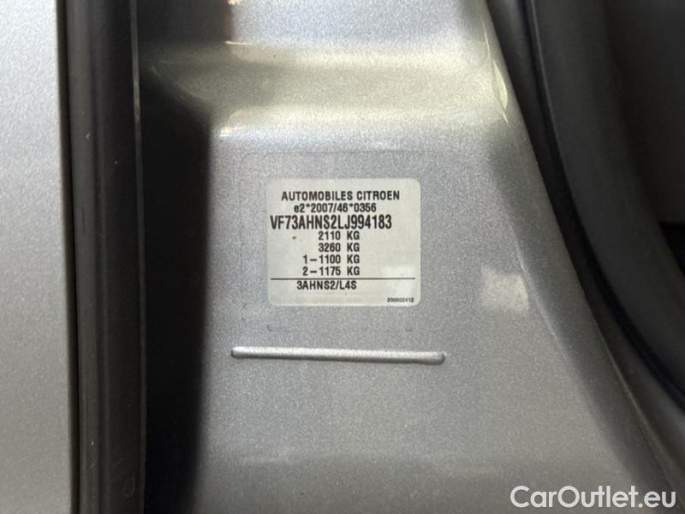 AUTOMOBILES CITROEN
e2*2007/46*0356
VF73AHNS2LJ994183
2110 KG
3260 KG
1-1100 KG
2-1175 KG
3AHNS2/L4S
CarOutlet.eu